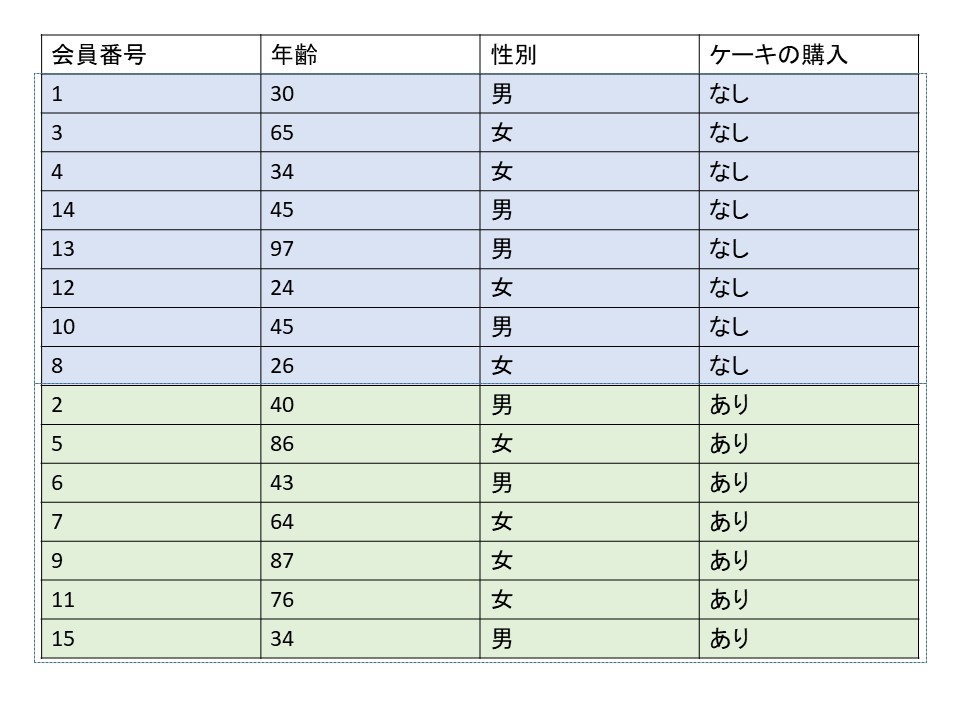 会員番号 年齢 性別 ケーキの購入
1 30 男 なし
3 65 女 なし
4 34 女 なし
14 45 男 なし
13 97 男 なし
12 24 女 なし
10 45 男 なし
8 26 女 なし
2 40 男 あり
5 86 女 あり
6 43 男 あり
7 64 女 あり
9 87 女 あり
11 76 女 あり
15 34 男 あり